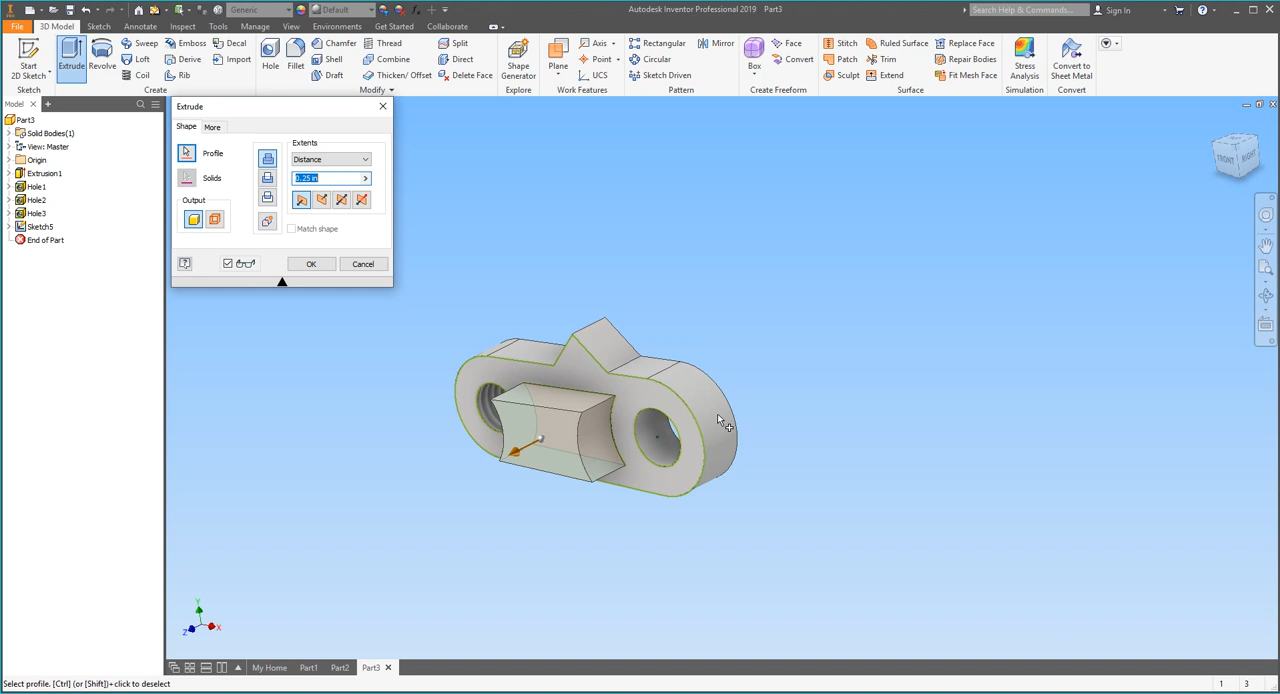 Generic
Default
Autodesk Inventor Professional 2019 Part3
Search Help & Commands...
Sign In
File
3D Model
Sketch
Annotate
Inspect
Tools
Manage
View
Environments
Get Started
Collaborate
Start
2D Sketch
Sketch
Extrude
Revolve
Sweep
Loft
Coil
Emboss
Derive
Rib
Decal
Import
Create
Hole
Fillet
Chamfer
Shell
Draft
Thread
Combine
Thicken/ Offset
Split
Direct
Delete Face
Modify
Shape
Generator
Explore
Plane
Axis
Point
UCS
Work Features
Rectangular
Circular
Sketch Driven
Mirror
Pattern
Box
Face
Convert
Create Freeform
Stitch
Patch
Sculpt
Ruled Surface
Trim
Extend
Replace Face
Repair Bodies
Fit Mesh Face
Surface
Stress
Analysis
Simulation
Convert to
Sheet Metal
Convert
Model
Part3
Solid Bodies(1)
View: Master
Origin
Extrusion1
Hole1
Hole2
Hole3
Sketch5
End of Part
Extrude
Shape
More
Profile
Solids
Output
Extents
Distance
0.25 in
Match shape
OK
Cancel
FRONT
RIGHT
Y
Z
X
My Home
Part1
Part2
Part3
Select profile. [Ctrl] (or [Shift])+click to deselect
1
3